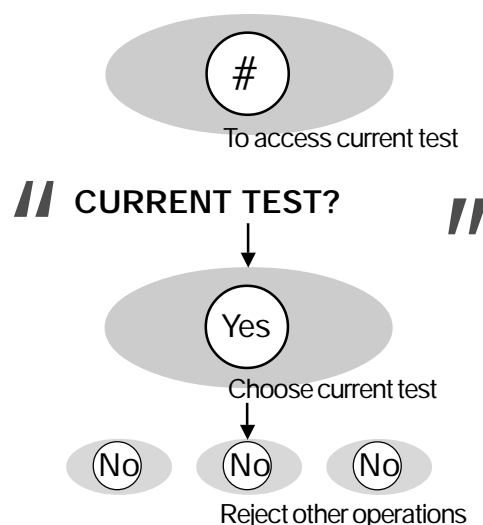 #
To access current test
" CURRENT TEST? "
Yes
Choose current test
No No No
Reject other operations